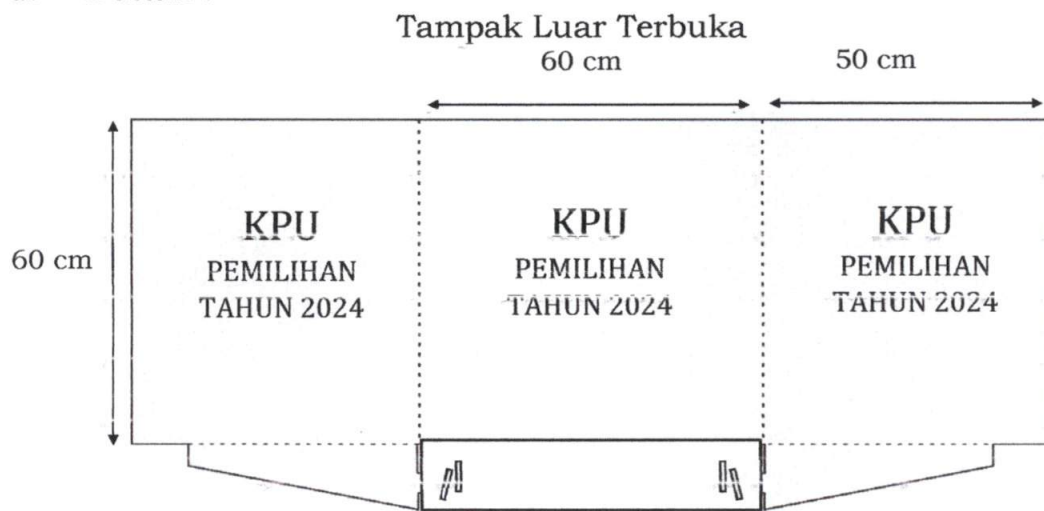 Tampak Luar Terbuka
60 cm
50 cm
60 cm
KPU
PEMILIHAN
TAHUN 2024
KPU
PEMILIHAN
TAHUN 2024
KPU
PEMILIHAN
TAHUN 2024